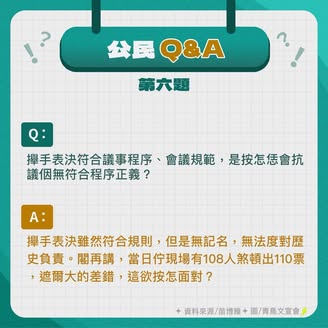 公民 Q&A
第六題
Q:
攑手表決符合議事程序、會議規範，是按怎恁會抗
議伨無符合程序正義？
A:
攑手表決雖然符合規則，但是無記名，無法度對歷
史負責。閣再講，當日佇現場有108人煞頓出110票
，遮爾大的差錯，這欲按怎面對？
資料來源/苗博雅 圖/青鳥文宣會